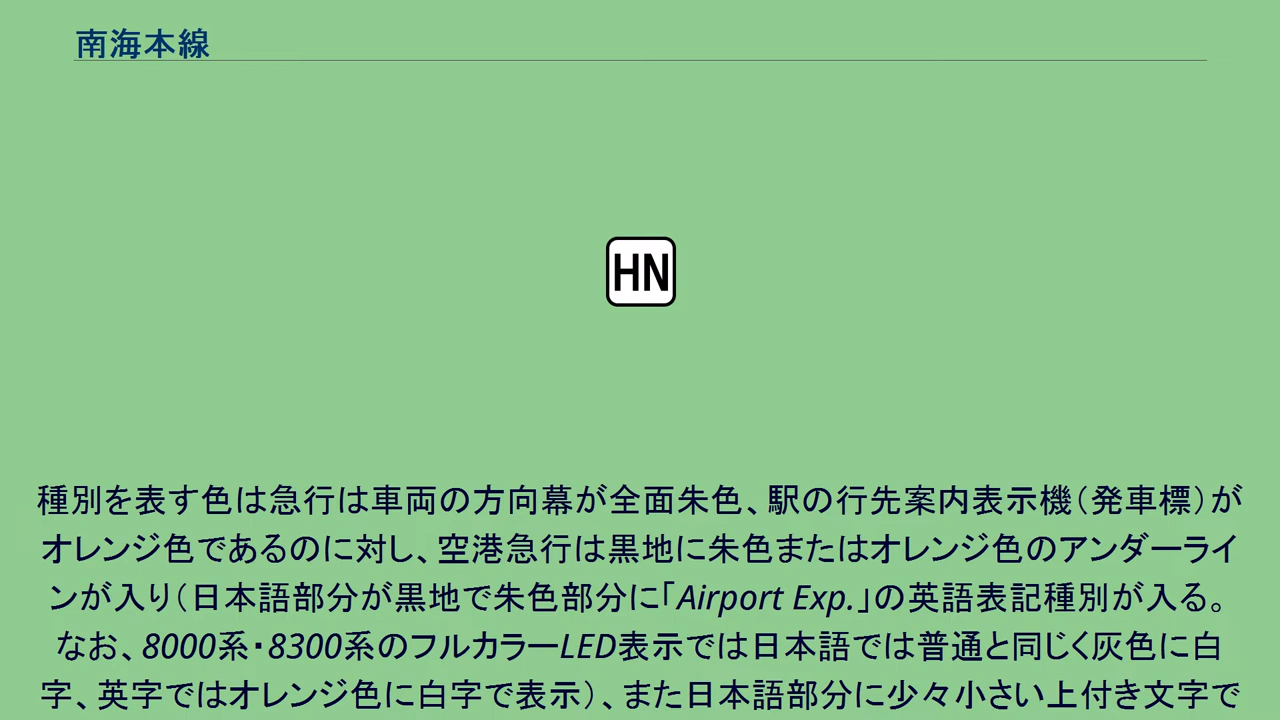 南海本線
HN
種別を表す色は急行は車両の方向幕が全面朱色、駅の行先案内表示機（発車標）が
オレンジ色であるのに対し、空港急行は黒地に朱色またはオレンジ色のアンダーライ
ンが入り（日本語部分が黒地で朱色部分に｢Airport Exp.｣の英語表記種別が入る。
なお、8000系・8300系のフルカラーLED表示では日本語では普通と同じく灰色に白
字、英字ではオレンジ色に白字で表示）、また日本語部分に少々小さい上付き文字で